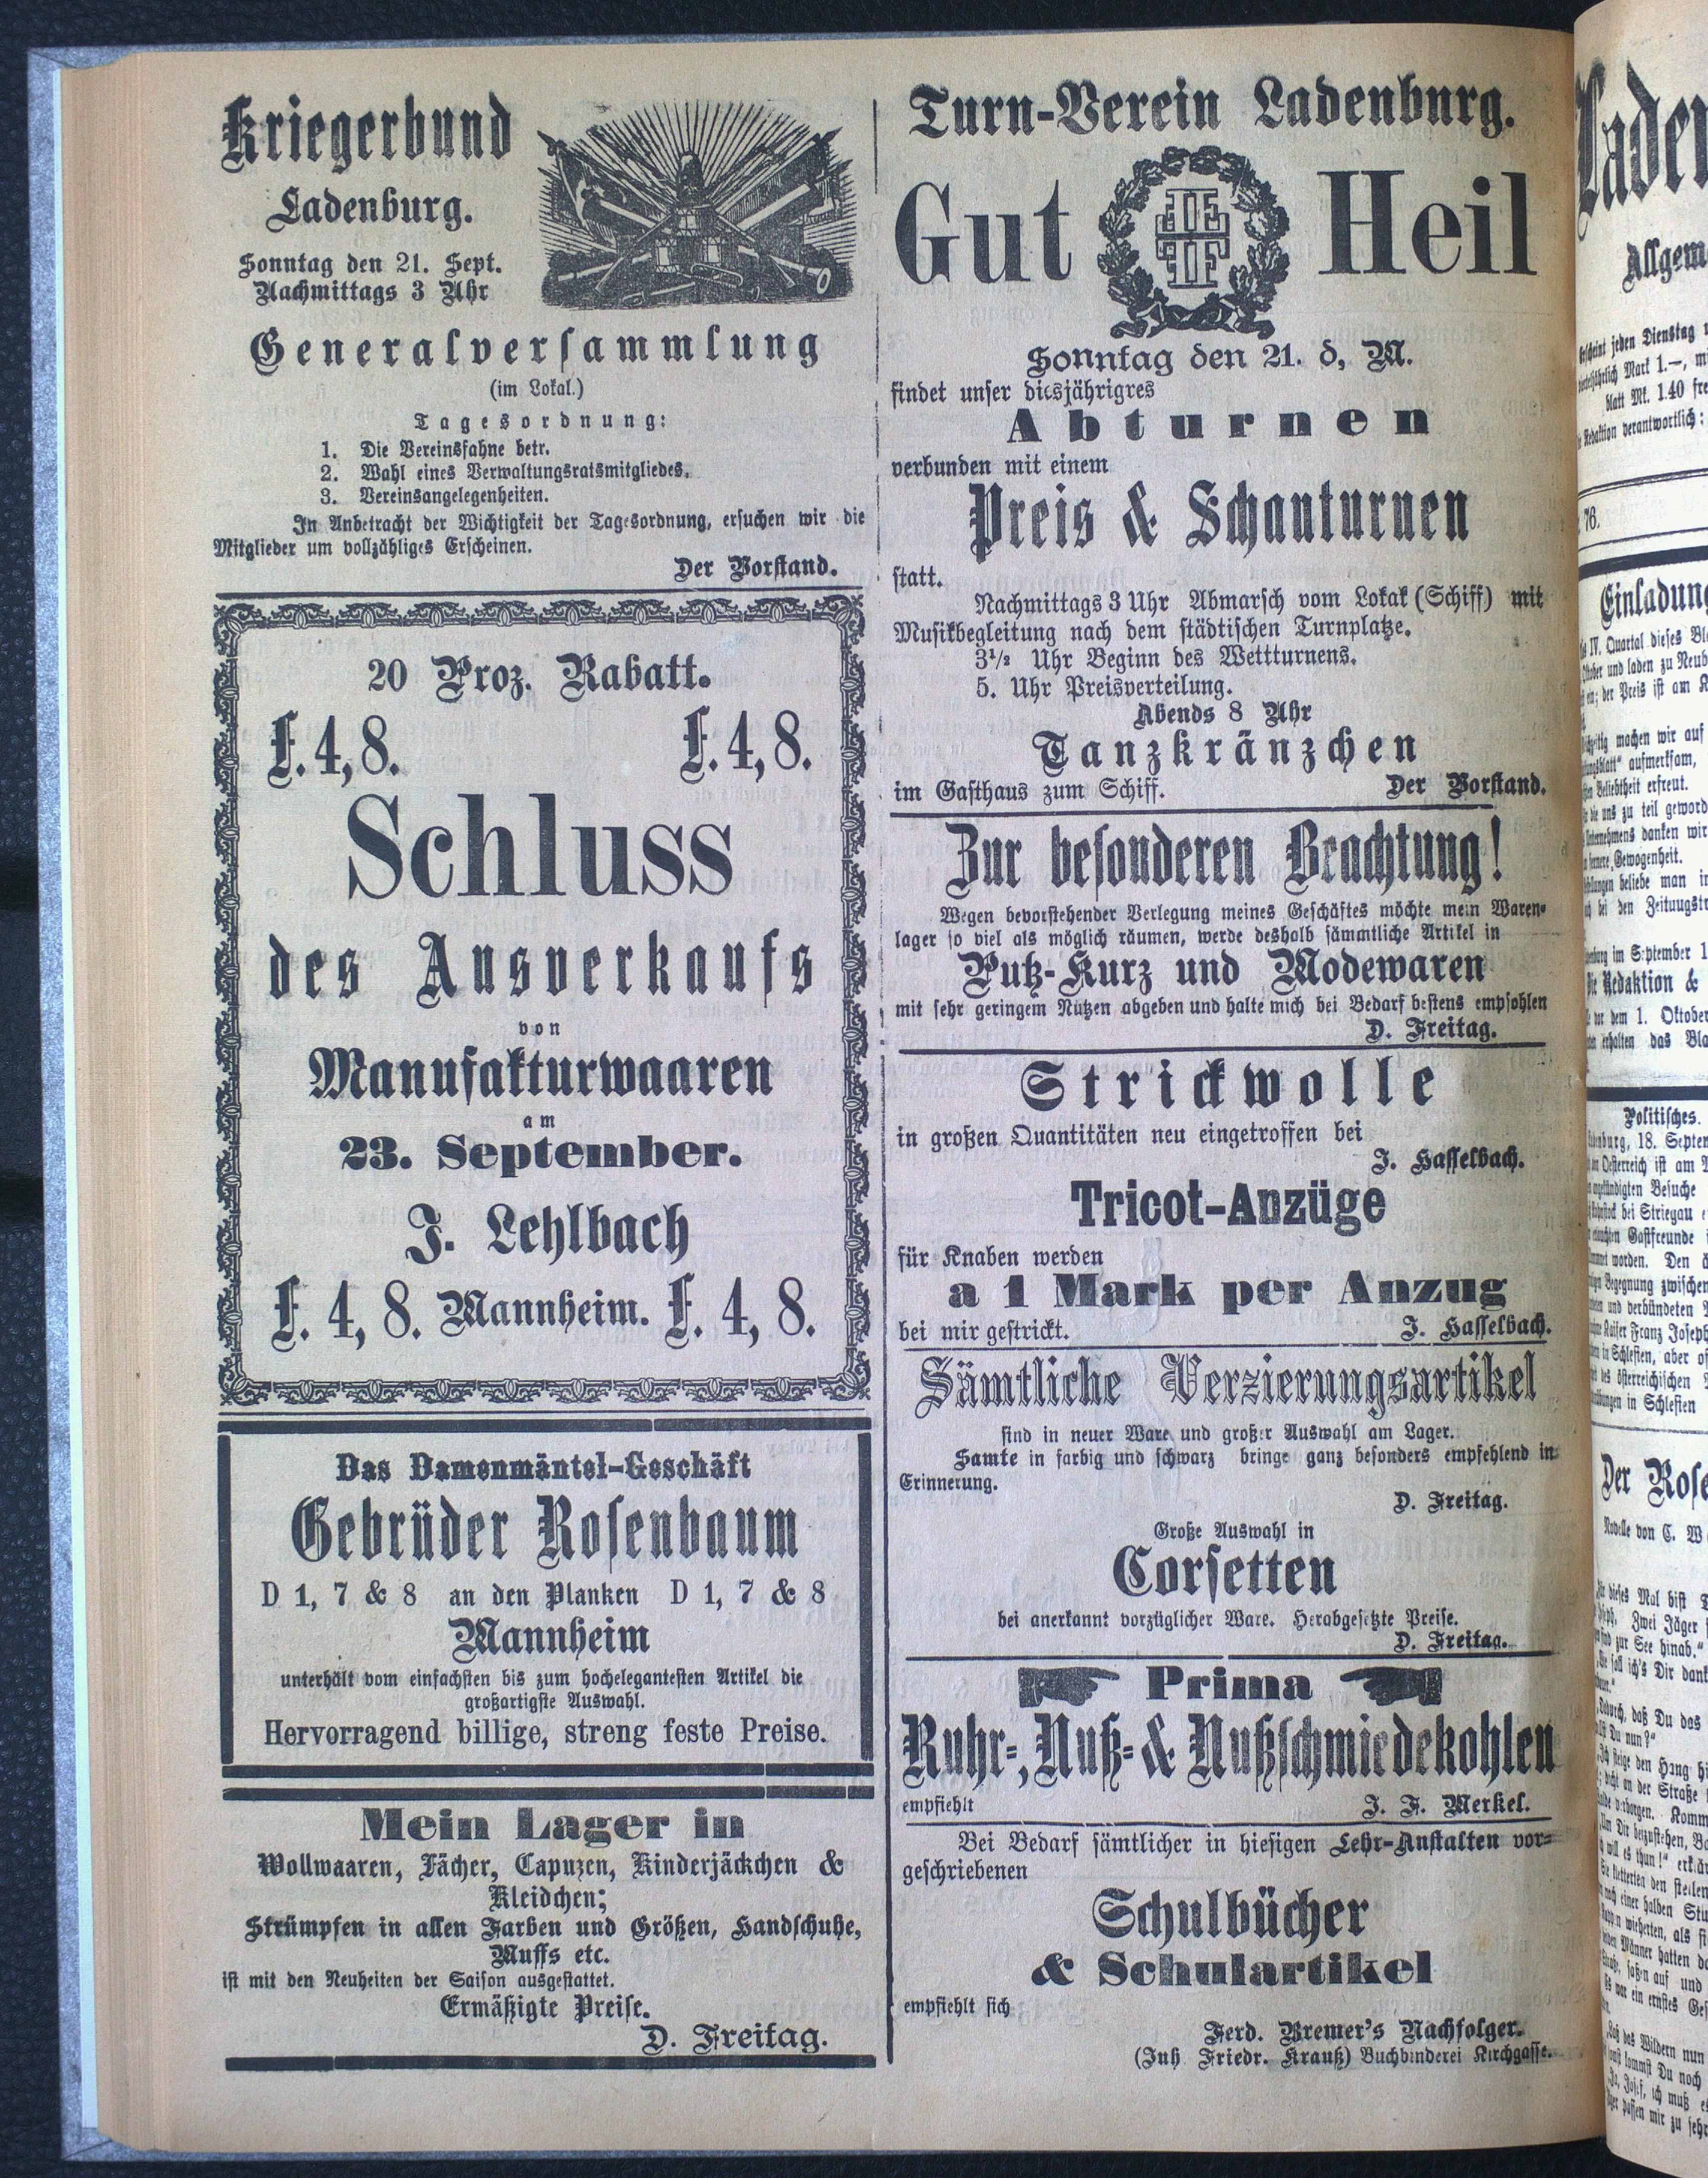 Kriegerbund
Ladenburg.
Sonntag den 21. Sept.
Nachmittags 3 Uhr
Generalversammlung
(im Lokal.)
Tagesordnung:
1. Die Vereinsfahne betr.
2. Wahl eines Verwaltungsratsmitgliedes.
3. Vereinsangelegenheiten.
In Anbetracht der Wichtigkeit der Tagesordnung, ersuchen wir die
Mitglieder um vollzähliges Erscheinen.
Der Vorstand.
20 Proz. Rabatt.
E. 4, 8. E. 4, 8.
Schluss
des Ausverkaufs
von
Manufakturwaaren
am
23. September.
J. Lehlbach
E. 4, 8. Mannheim. E. 4, 8.
Das Damenmäntel-Geschäft
Gebrüder Rosenbaum
D 1, 7 & 8 an den Planken D 1, 7 & 8
Mannheim
unterhält vom einfachsten bis zum hochelegantesten Artikel die
großartigste Auswahl.
Hervorragend billige, streng feste Preise.
Mein Lager in
Wollwaaren, Fächer, Capuzen, Kinderjäckchen &
Kleidchen;
Strümpfen in allen Farben und Größen, Handschuhe,
Muffs etc.
ist mit den Neuheiten der Saison ausgestattet.
Ermäßigte Preise.
D. Freitag.
Turn-Verein Ladenburg.
Gut Heil
Sonntag den 21. d, M.
findet unser diesjährigres
Abturnen
verbunden mit einem
Preis & Schauturnen
statt.
Nachmittags 3 Uhr Abmarsch vom Lokak (Schiff) mit
Musikbegleitung nach dem städtischen Turnplatze.
3 1/2 Uhr Beginn des Wettturnens.
5. Uhr Preisverteilung.
Abends 8 Uhr
Tanzkränzchen
im Gasthaus zum Schiff. Der Vorstand.
Zur besonderen Beachtung!
Wegen bevorstehender Verlegung meines Geschäftes möchte mein Waren-
lager so viel als möglich räumen, werde deshalb sämmtliche Artikel in
Putz-Kurz und Modewaren
mit sehr geringem Nutzen abgeben und halte mich bei Bedarf bestens empfohlen
D. Freitag.
Strickwolle
in großen Quantitäten neu eingetroffen bei
J. Hasselbach.
Tricot-Anzüge
für Knaben werden
a 1 Mark per Anzug
bei mir gestrickt. J. Hasselbach.
Sämtliche Verzierungsartikel
sind in neuer Ware und großer Auswahl am Lager.
Samte in farbig und schwarz bringe ganz besonders empfehlend in
Erinnerung.
D. Freitag.
Große Auswahl in
Corsetten
bei anerkannt vorzüglicher Ware. Herabgesetzte Preise.
D. Freitag.
Prima
Ruhr-, Nuß- & Nußschmiedekohlen
empfiehlt J. F. Merkel.
Bei Bedarf sämtlicher in hiesigen Lehr-Anstalten vor-
geschriebenen
Schulbücher
& Schulartikel
empfiehlt sich
Ferd. Bremer's Nachfolger.
(Inh Friedr. Krauß) Buchbinderei Kirchgasse.
76.
Politisches.